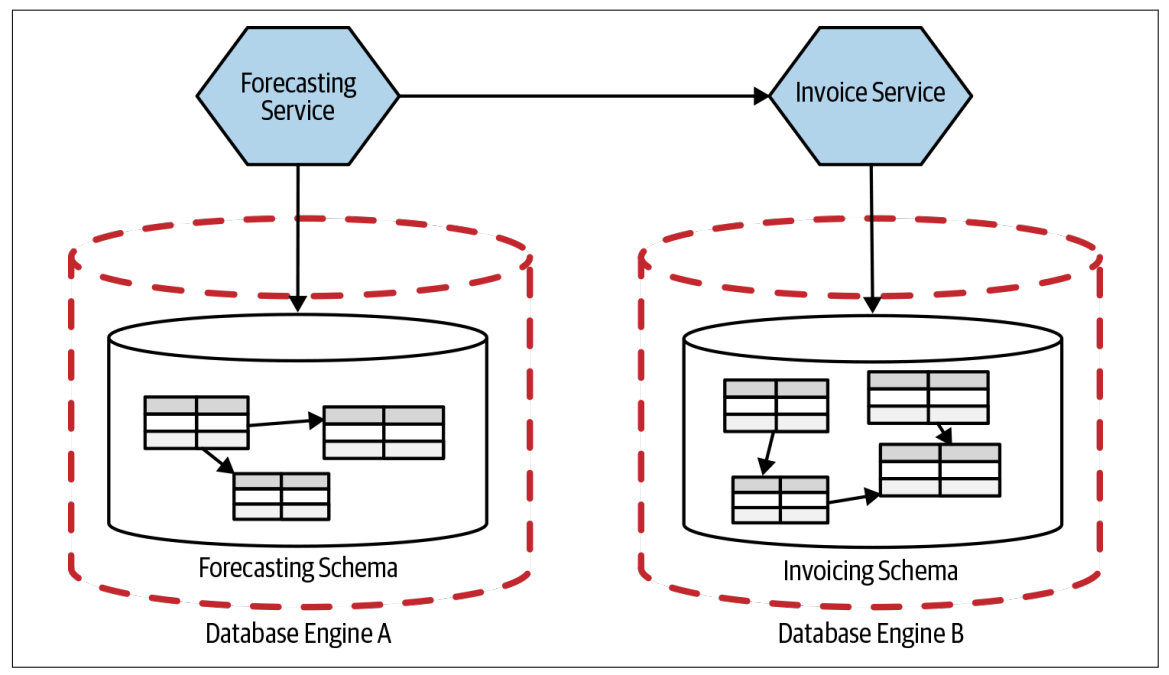 Forecasting
Service
Invoice Service
Forecasting Schema
Invoicing Schema
Database Engine A
Database Engine B